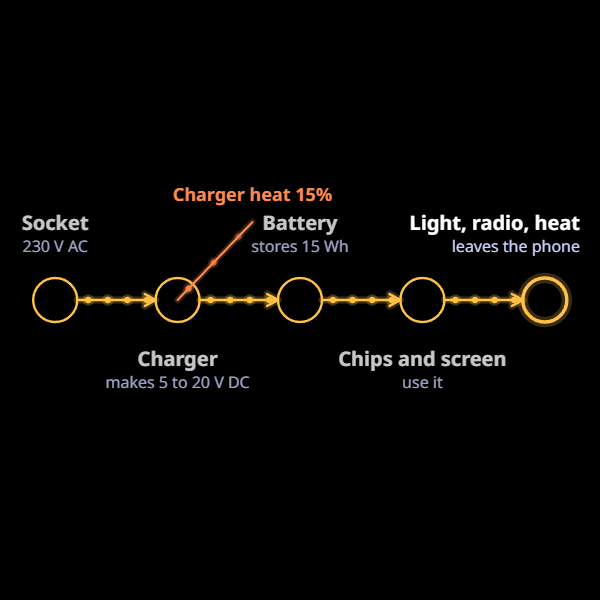 Charger heat 15%
Socket
230 V AC
Battery
stores 15 Wh
Light, radio, heat
leaves the phone
Charger
makes 5 to 20 V DC
Chips and screen
use it